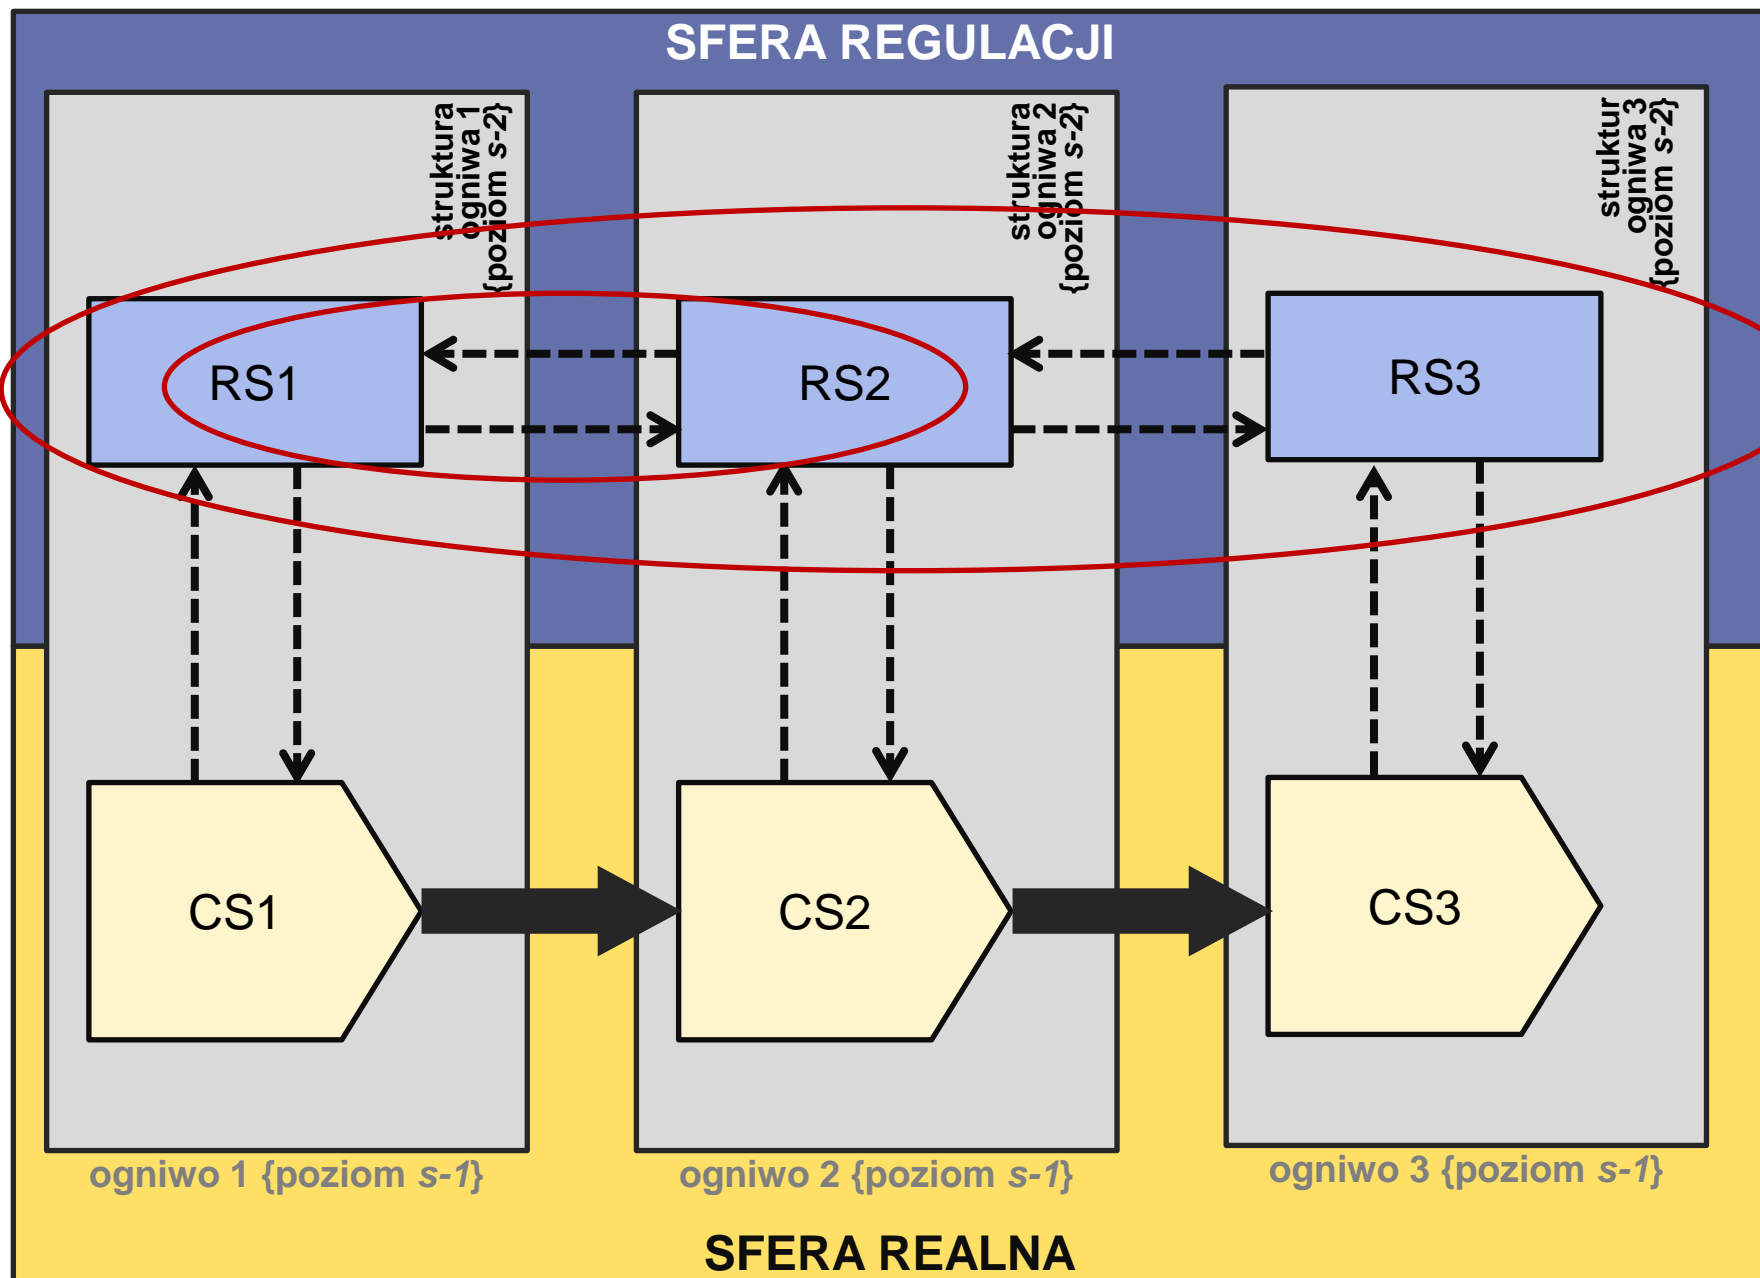 SFERA REGULACJI
struktura
ogniwa 1
{poziom s-2}
struktura
ogniwa 2
{poziom s-2}
struktur
ogniwa 3
{poziom s-2}
RS1
RS2
RS3
CS1
CS2
CS3
ogniwo 1 {poziom s-1}
ogniwo 2 {poziom s-1}
ogniwo 3 {poziom s-1}
SFERA REALNA